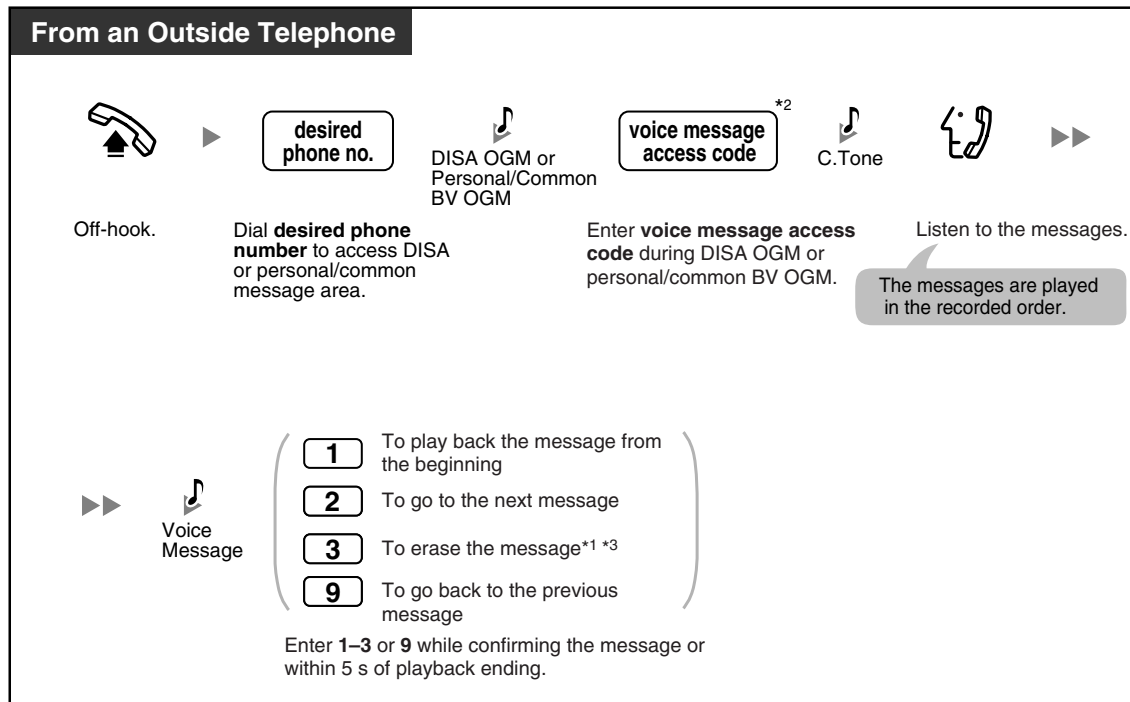 From an Outside Telephone
desired
phone no.
DISA OGM or
Personal/Common
BV OGM
voice message
access code
*2
C.Tone
Off-hook.
Dial desired phone
number to access DISA
or personal/common
message area.
Enter voice message access
code during DISA OGM or
personal/common BV OGM.
Listen to the messages.
The messages are played
in the recorded order.
Voice
Message
1 To play back the message from
the beginning
2 To go to the next message
3 To erase the message*1 *3
9 To go back to the previous
message
Enter 1–3 or 9 while confirming the message or
within 5 s of playback ending.